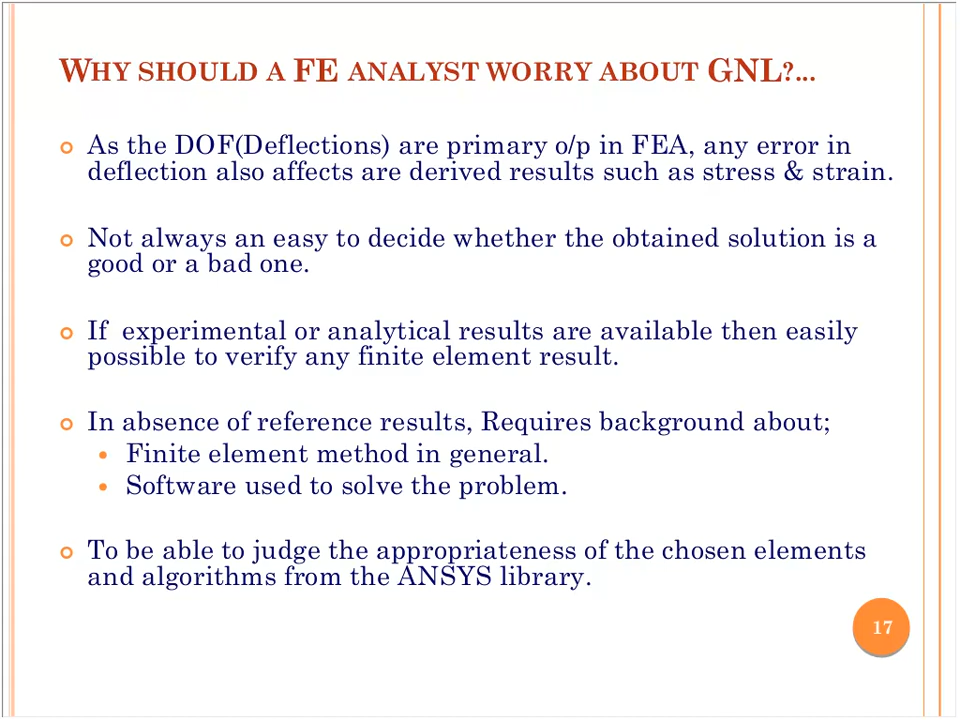 WHY SHOULD A FE ANALYST WORRY ABOUT GNL?...
As the DOF(Deflections) are primary o/p in FEA, any error in
deflection also affects are derived results such as stress & strain.
Not always an easy to decide whether the obtained solution is a
good or a bad one.
If experimental or analytical results are available then easily
possible to verify any finite element result.
In absence of reference results, Requires background about;
Finite element method in general.
Software used to solve the problem.
To be able to judge the appropriateness of the chosen elements
and algorithms from the ANSYS library.
17